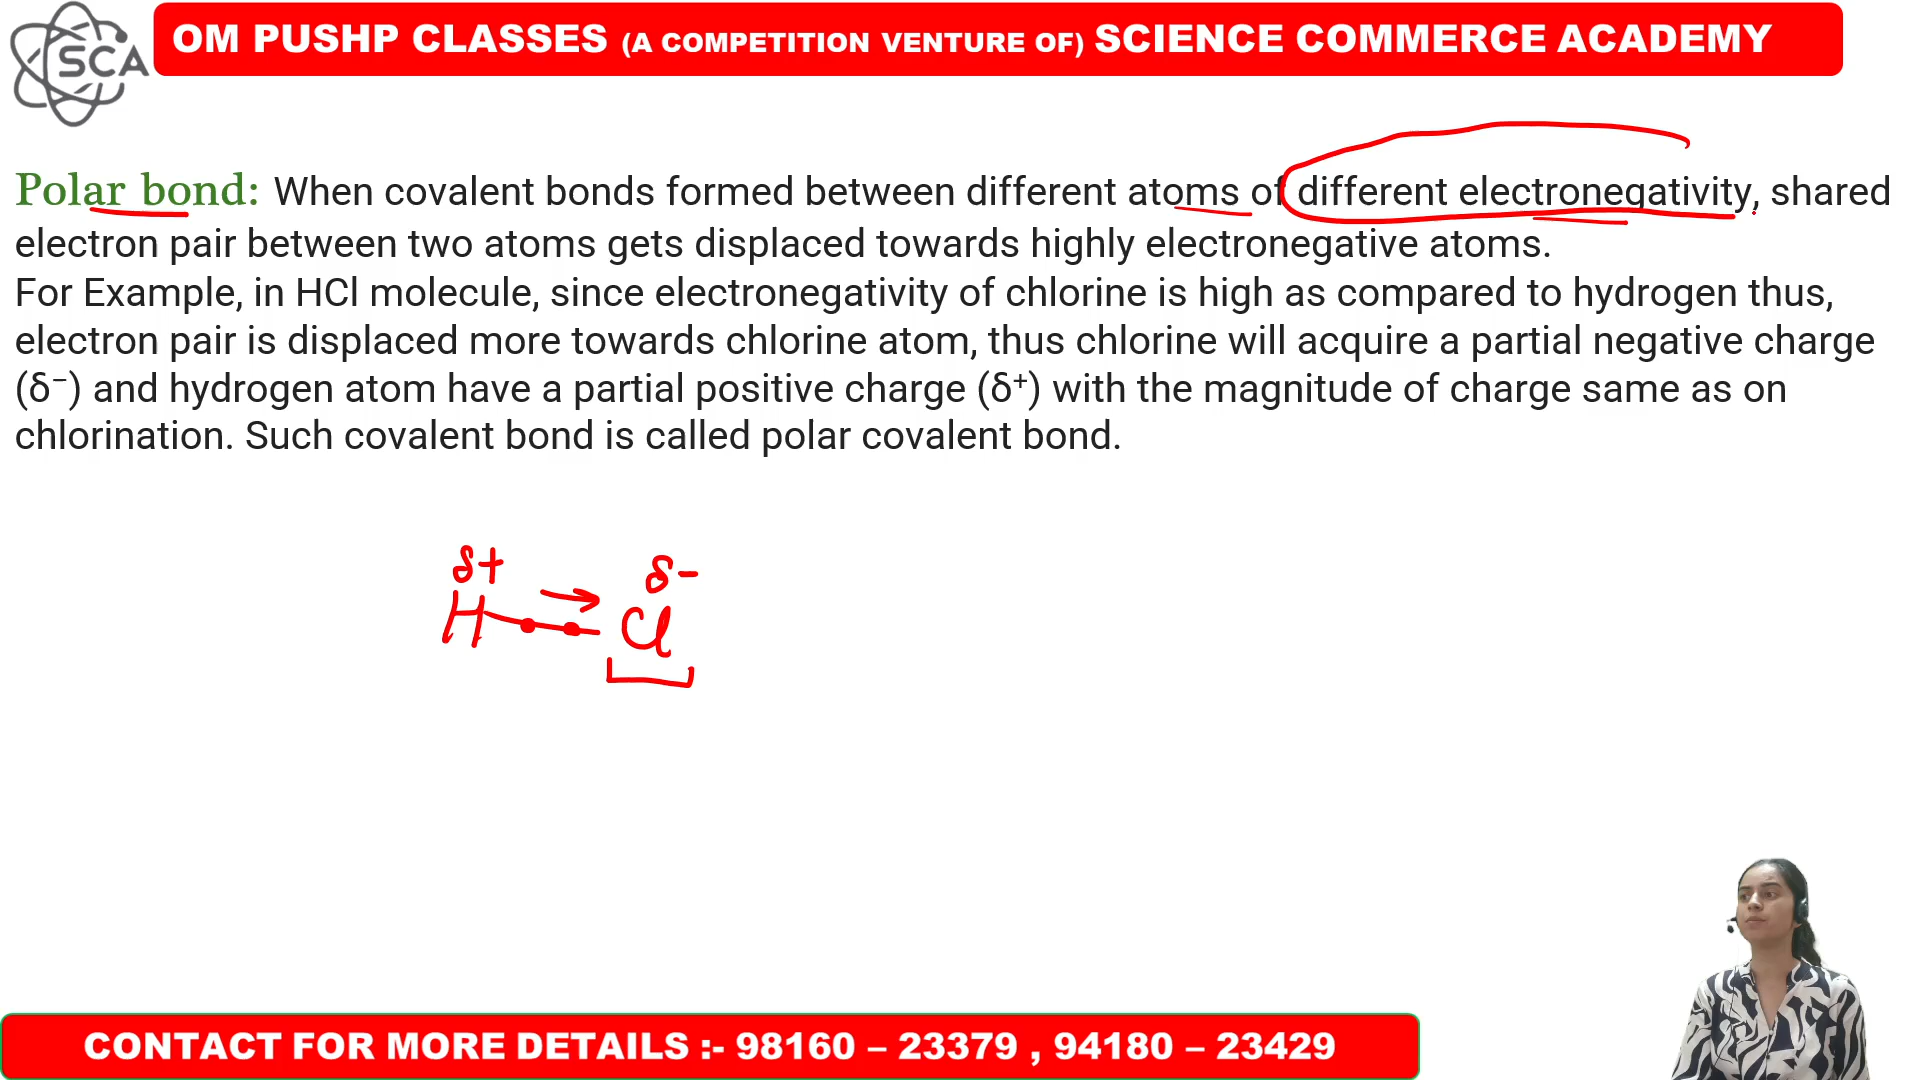 SCA
OM PUSHP CLASSES (A COMPETITION VENTURE OF) SCIENCE COMMERCE ACADEMY
Polar bond: When covalent bonds formed between different atoms of different electronegativity, shared
electron pair between two atoms gets displaced towards highly electronegative atoms.
For Example, in HCl molecule, since electronegativity of chlorine is high as compared to hydrogen thus,
electron pair is displaced more towards chlorine atom, thus chlorine will acquire a partial negative charge
(δ⁻) and hydrogen atom have a partial positive charge (δ⁺) with the magnitude of charge same as on
chlorination. Such covalent bond is called polar covalent bond.
δ+ δ-
H Cl
CONTACT FOR MORE DETAILS :- 98160 – 23379 , 94180 – 23429